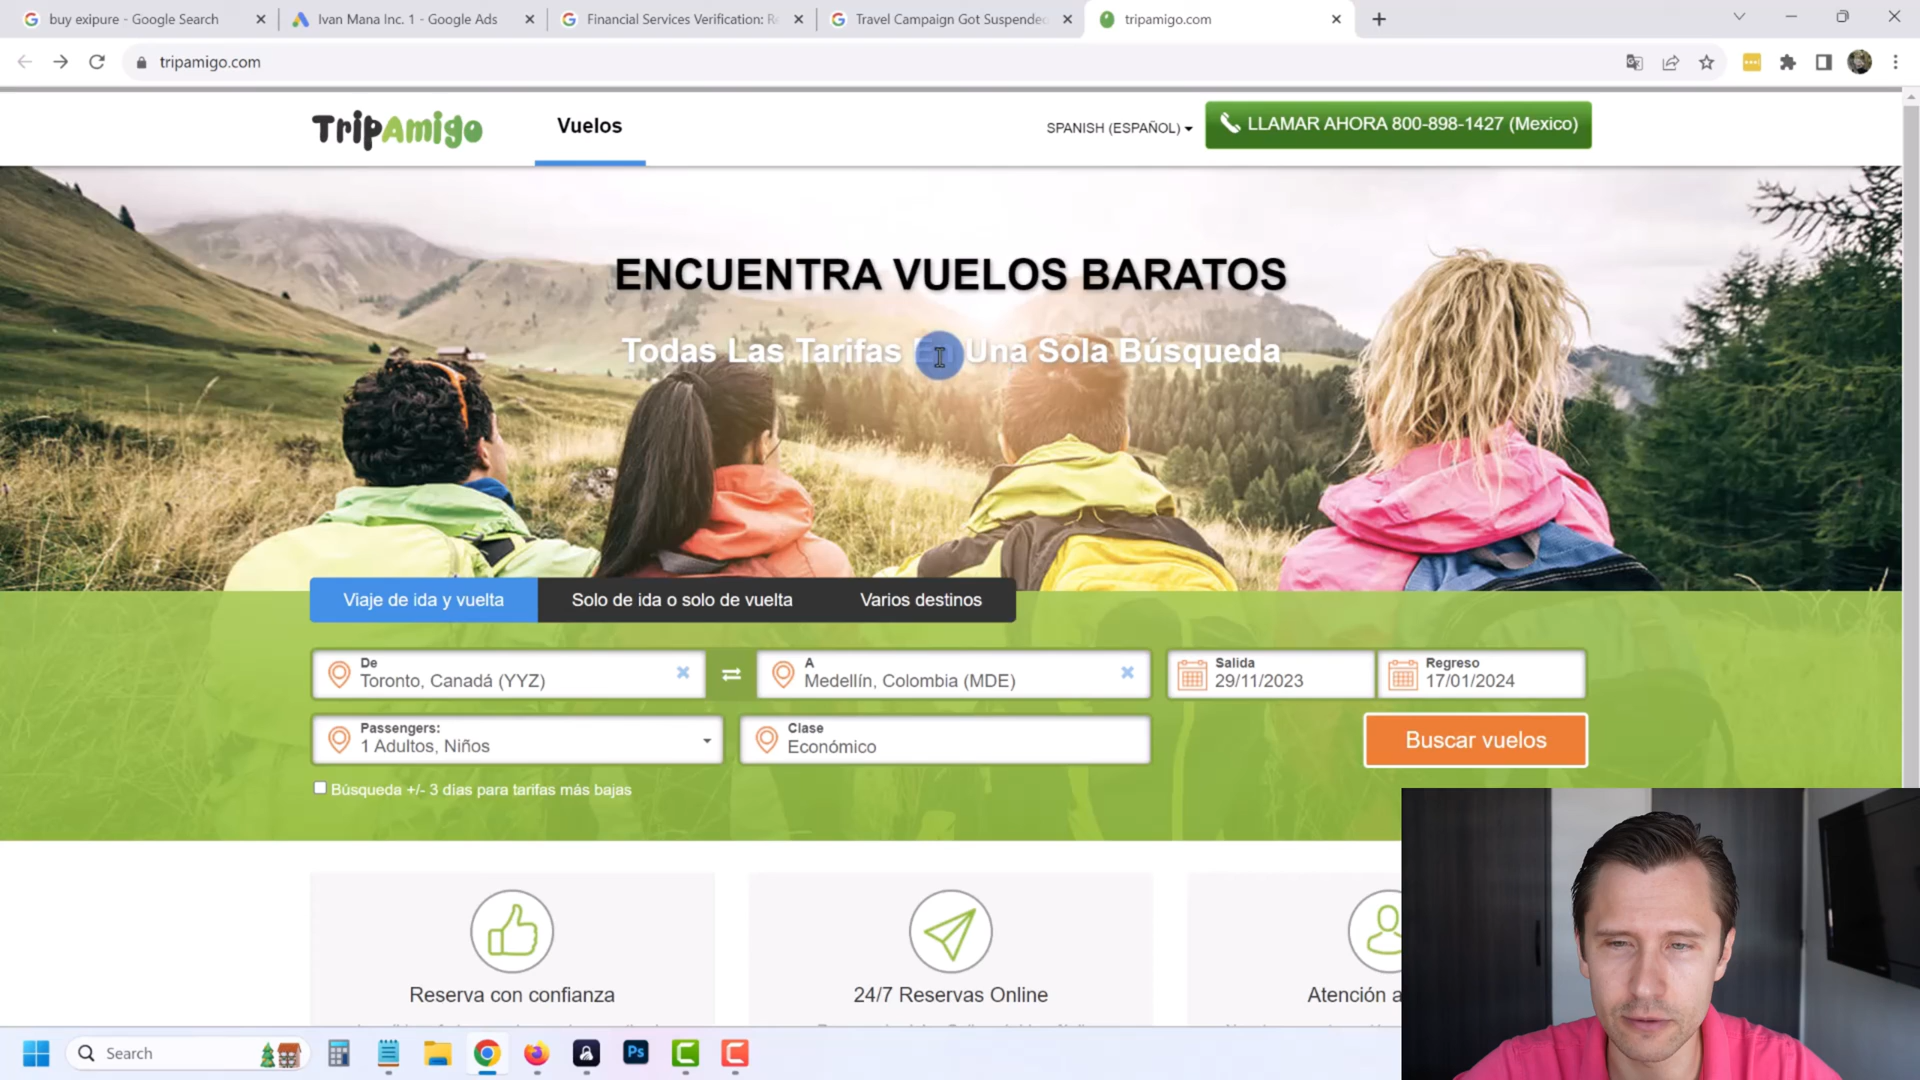 buy exipure - Google Search
Ivan Mana Inc. 1 - Google Ads
Financial Services Verification: R
Travel Campaign Got Suspended
tripamigo.com
tripamigo.com
TripAmigo
Vuelos
SPANISH (ESPAÑOL)
LLAMAR AHORA 800-898-1427 (Mexico)
ENCUENTRA VUELOS BARATOS
Todas Las Tarifas En Una Sola Búsqueda
Viaje de ida y vuelta
Solo de ida o solo de vuelta
Varios destinos
De
Toronto, Canadá (YYZ)
A
Medellín, Colombia (MDE)
Salida
29/11/2023
Regreso
17/01/2024
Passengers:
1 Adultos, Niños
Clase
Económico
Buscar vuelos
Búsqueda +/- 3 días para tarifas más bajas
Reserva con confianza
24/7 Reservas Online
Atención a
Search
Ps